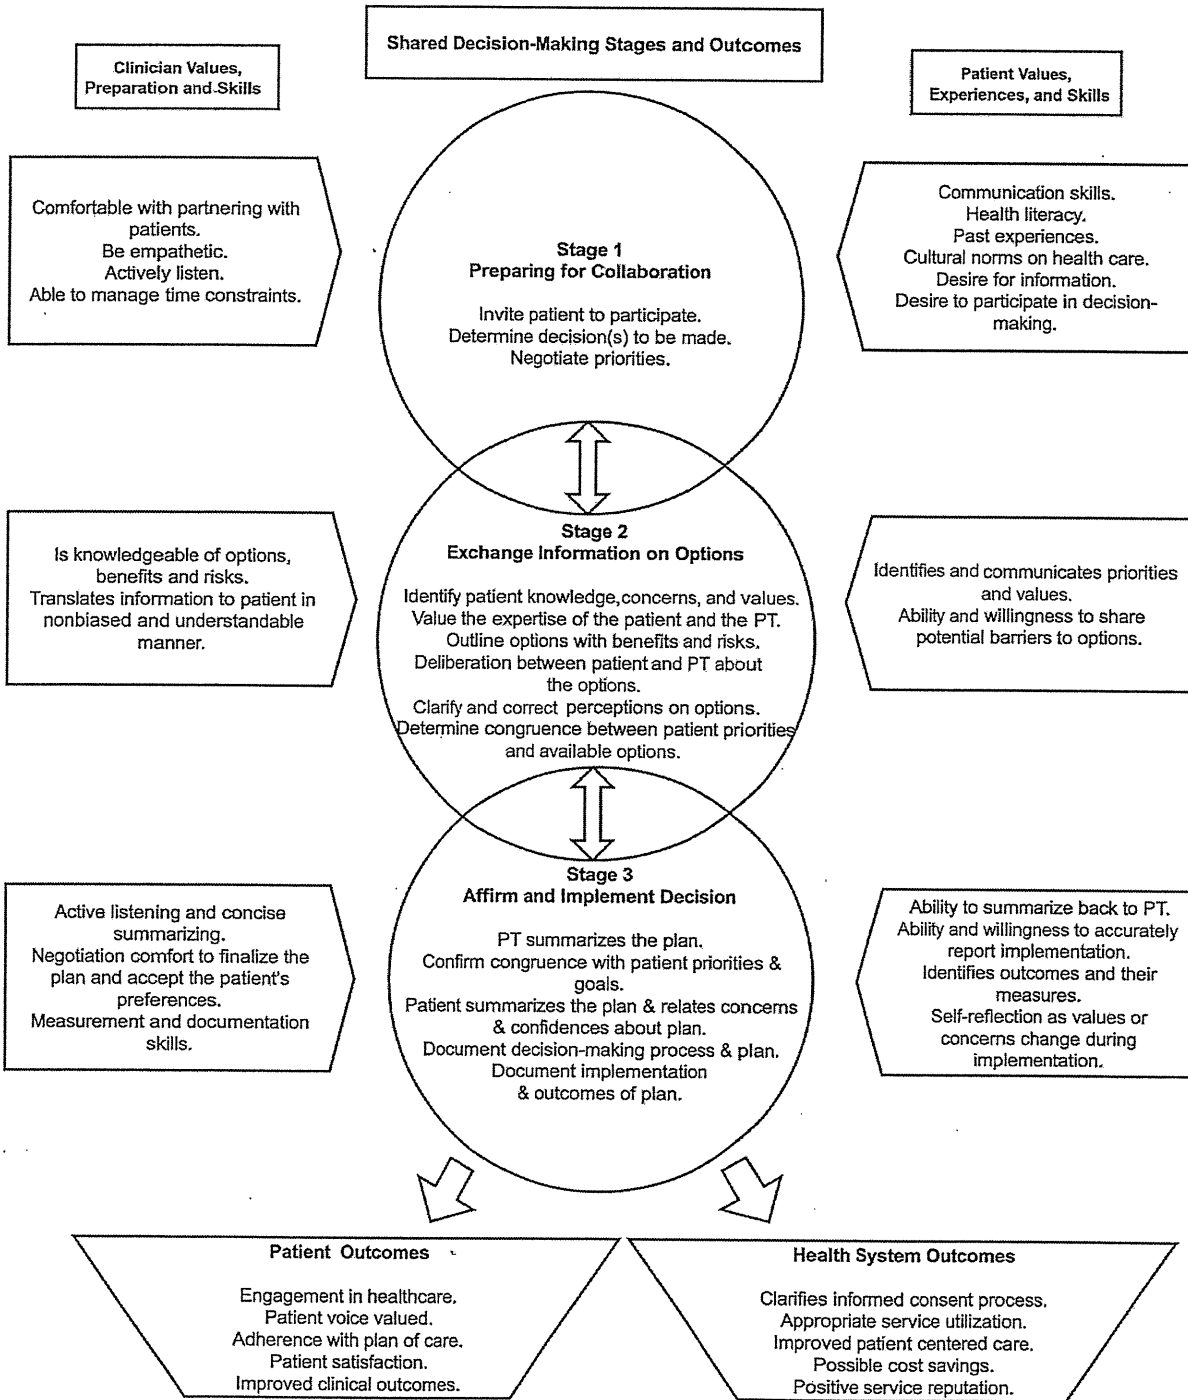 Shared Decision-Making Stages and Outcomes
Clinician Values,
Preparation and Skills
Patient Values,
Experiences, and Skills
Comfortable with partnering with
patients.
Be empathetic.
Actively listen.
Able to manage time constraints.
Stage 1
Preparing for Collaboration
Invite patient to participate.
Determine decision(s) to be made.
Negotiate priorities.
Communication skills.
Health literacy.
Past experiences.
Cultural norms on health care.
Desire for information.
Desire to participate in decision-
making.
Is knowledgeable of options,
benefits and risks.
Translates information to patient in
nonbiased and understandable
manner.
Stage 2
Exchange Information on Options
Identify patient knowledge, concerns, and values.
Value the expertise of the patient and the PT.
Outline options with benefits and risks.
Deliberation between patient and PT about
the options.
Clarify and correct perceptions on options.
Determine congruence between patient priorities
and available options.
Identifies and communicates priorities
and values.
Ability and willingness to share
potential barriers to options.
Active listening and concise
summarizing.
Negotiation comfort to finalize the
plan and accept the patient's
preferences.
Measurement and documentation
skills.
Stage 3
Affirm and Implement Decision
PT summarizes the plan.
Confirm congruence with patient priorities &
goals.
Patient summarizes the plan & relates concerns
& confidences about plan.
Document decision-making process & plan.
Document implementation
& outcomes of plan.
Ability to summarize back to PT.
Ability and willingness to accurately
report implementation.
Identifies outcomes and their
measures.
Self-reflection as values or
concerns change during
implementation.
Patient Outcomes
Engagement in healthcare.
Patient voice valued.
Adherence with plan of care.
Patient satisfaction.
Improved clinical outcomes.
Health System Outcomes
Clarifies informed consent process.
Appropriate service utilization.
Improved patient centered care.
Possible cost savings.
Positive service reputation.